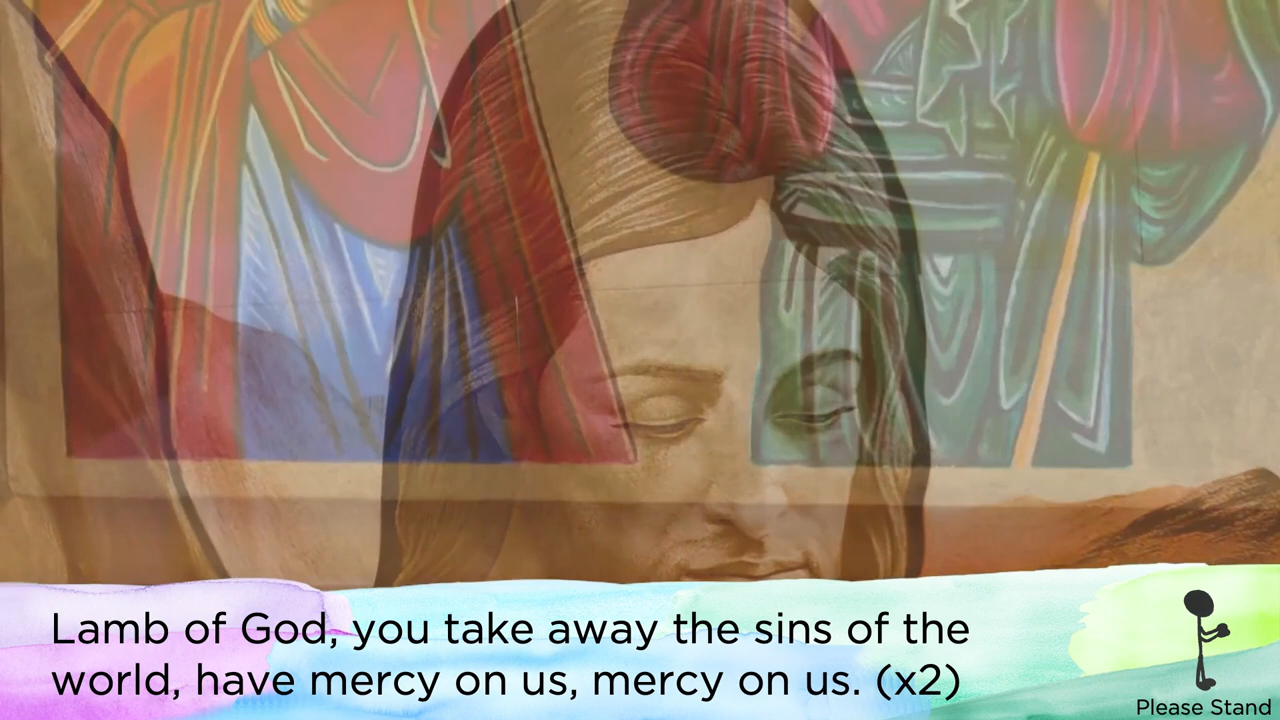 Lamb of God, you take away the sins of the
world, have mercy on us, mercy on us. (x2)
Please Stand